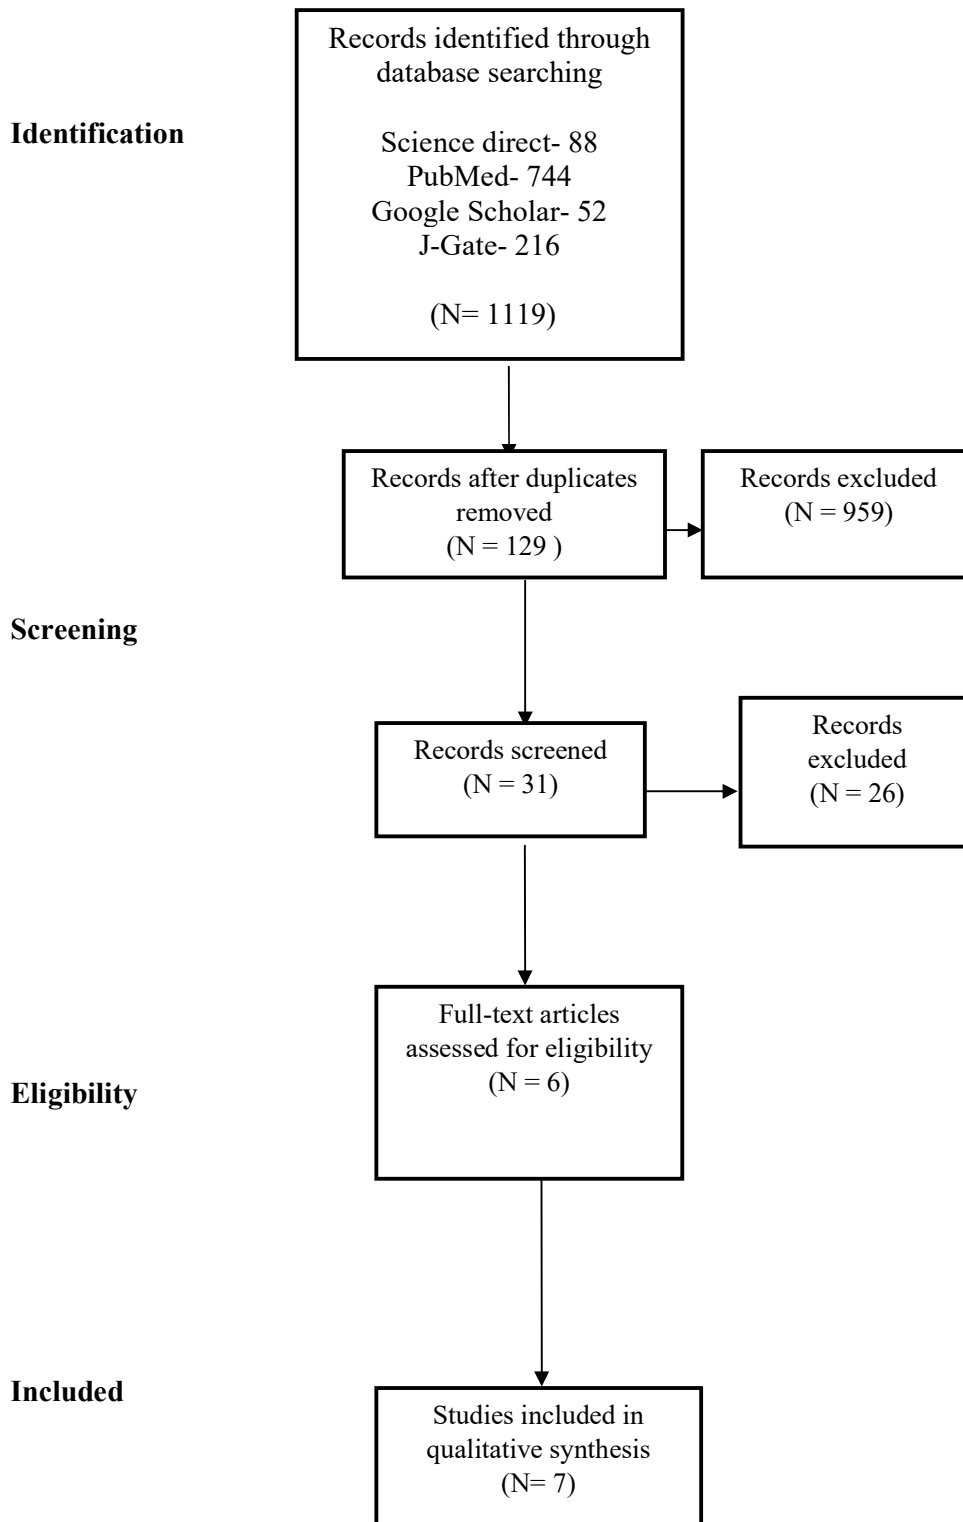 Records identified through
database searching
Identification
Science direct- 88
PubMed- 744
Google Scholar- 52
J-Gate- 216
(N= 1119)
Records after duplicates
removed
(N = 129 )
Records excluded
(N = 959)
Screening
Records screened
(N = 31)
Records
excluded
(N = 26)
Full-text articles
assessed for eligibility
(N = 6)
Eligibility
Included
Studies included in
qualitative synthesis
(N= 7)